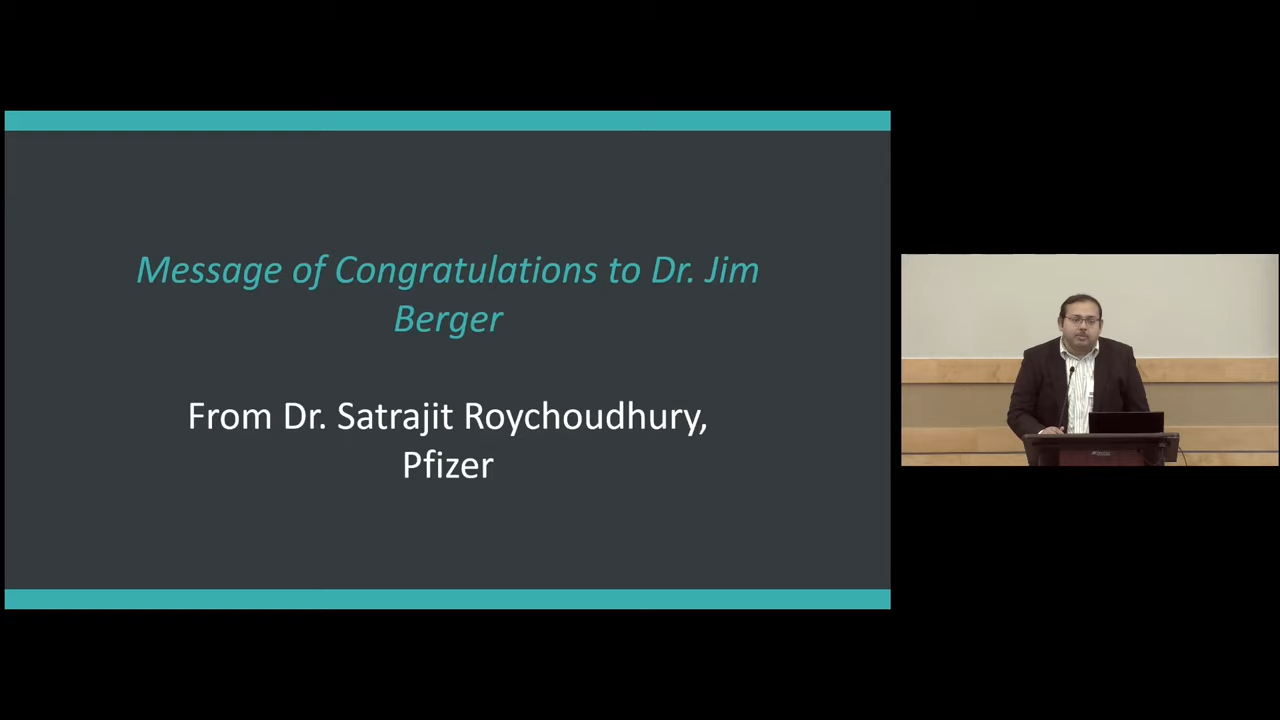 Message of Congratulations to Dr. Jim
Berger
From Dr. Satrajit Roychoudhury,
Pfizer